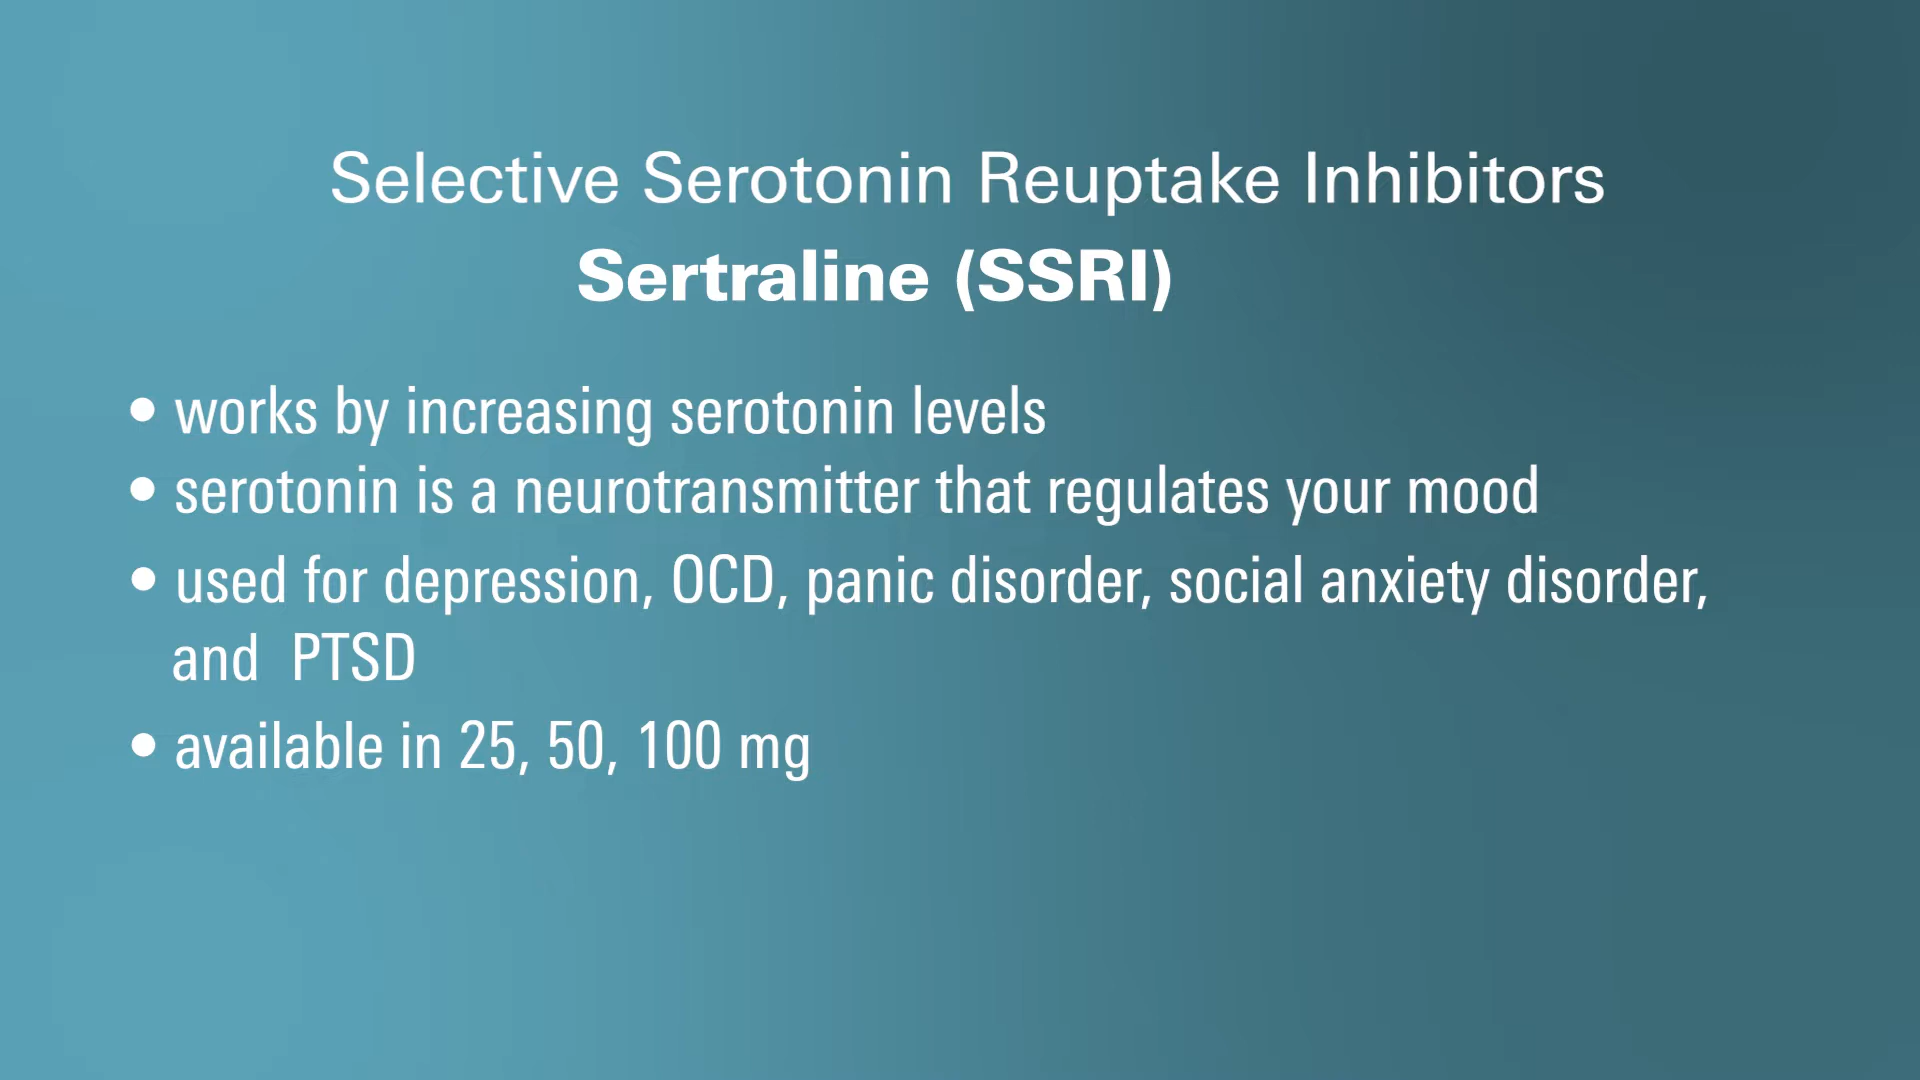 Selective Serotonin Reuptake Inhibitors
Sertraline (SSRI)
• works by increasing serotonin levels
• serotonin is a neurotransmitter that regulates your mood
• used for depression, OCD, panic disorder, social anxiety disorder,
and PTSD
• available in 25, 50, 100 mg